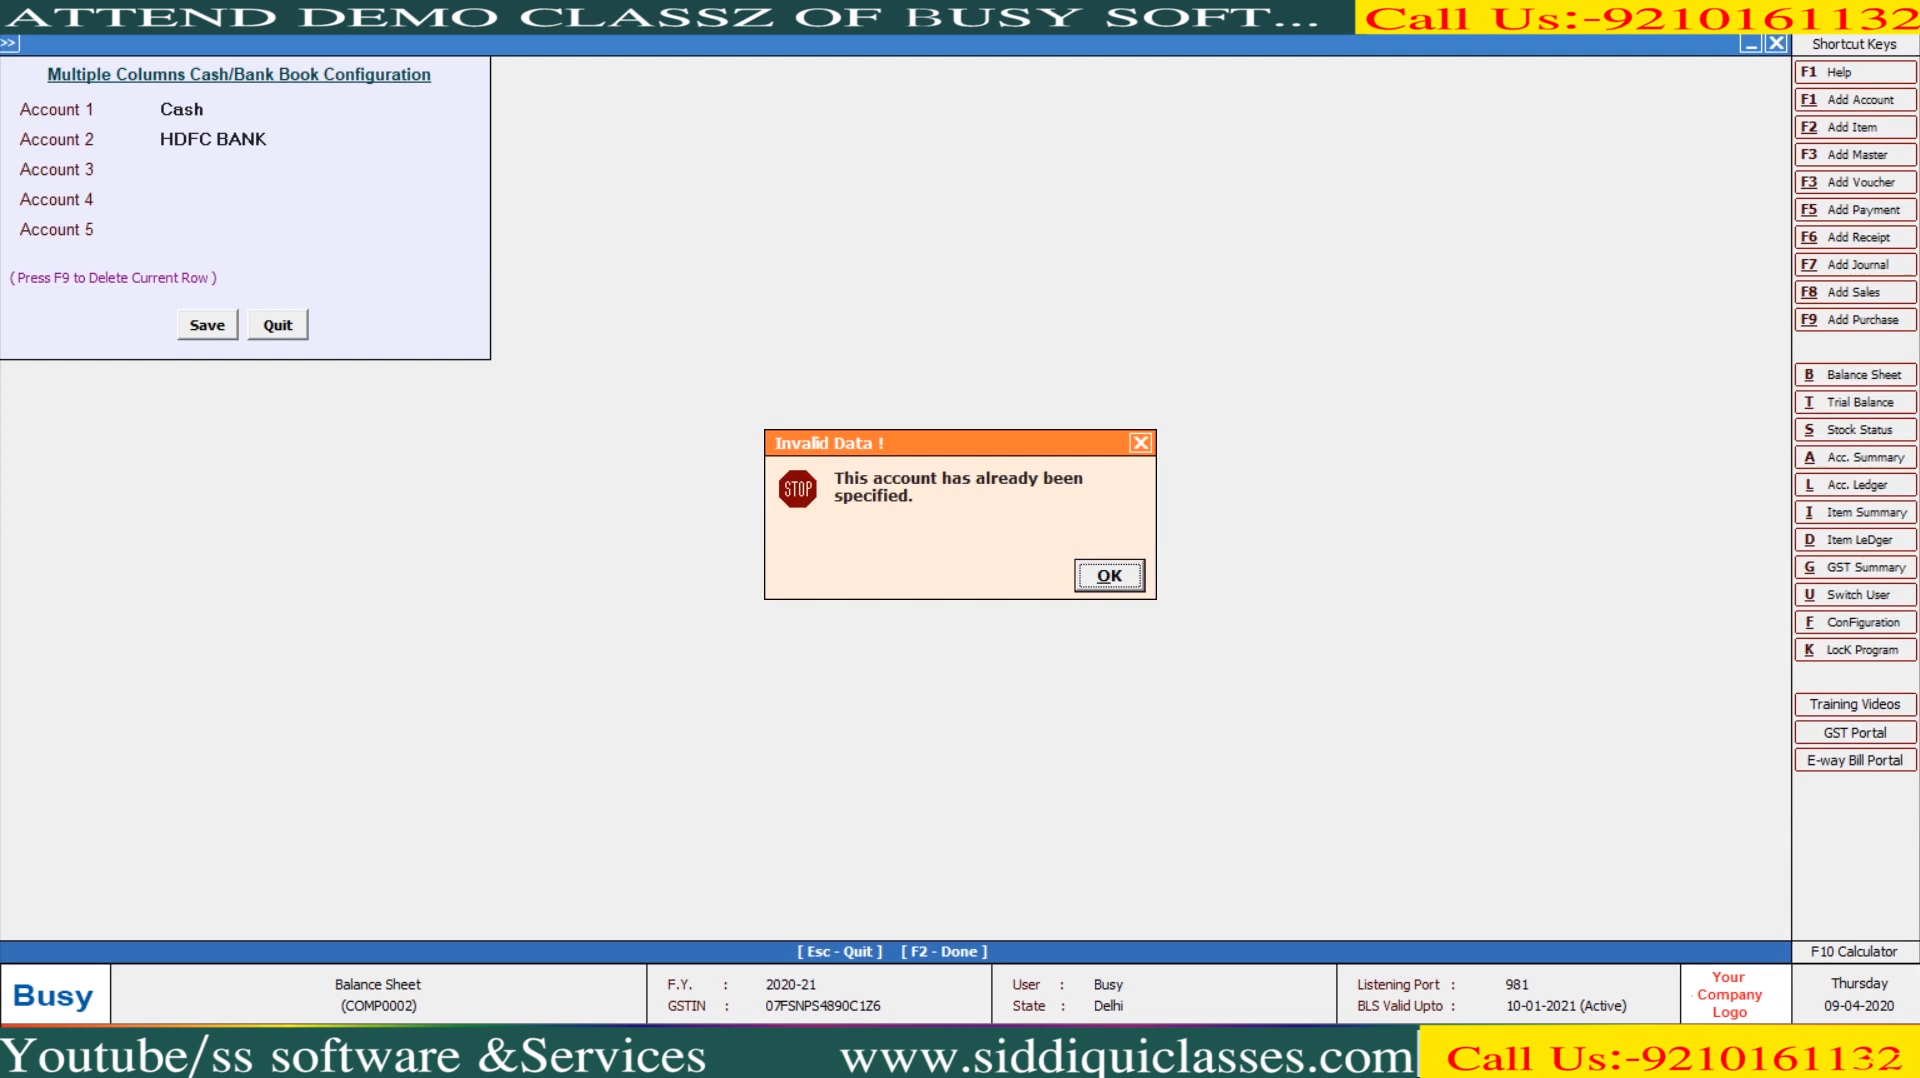 ATTEND DEMO CLASSZ OF BUSY SOFT...
Call Us:-9210161132
>>
Shortcut Keys
Multiple Columns Cash/Bank Book Configuration
Account 1 Cash
Account 2 HDFC BANK
Account 3
Account 4
Account 5
( Press F9 to Delete Current Row )
Save Quit
Invalid Data !
STOP
This account has already been
specified.
OK
F1 Help
F1 Add Account
F2 Add Item
F3 Add Master
F3 Add Voucher
F5 Add Payment
F6 Add Receipt
F7 Add Journal
F8 Add Sales
F9 Add Purchase
B Balance Sheet
T Trial Balance
S Stock Status
A Acc. Summary
L Acc. Ledger
I Item Summary
D Item LeDger
G GST Summary
U Switch User
F ConFiguration
K LocK Program
Training Videos
GST Portal
E-way Bill Portal
[ Esc - Quit ] [ F2 - Done ]
F10 Calculator
Busy
Balance Sheet
(COMP0002)
F.Y. : 2020-21
GSTIN : 07FSNPS4890C1Z6
User : Busy
State : Delhi
Listening Port : 981
BLS Valid Upto : 10-01-2021 (Active)
Your
Company
Logo
Thursday
09-04-2020
Youtube/ss software &Services
www.siddiquiclasses.com
Call Us:-9210161132